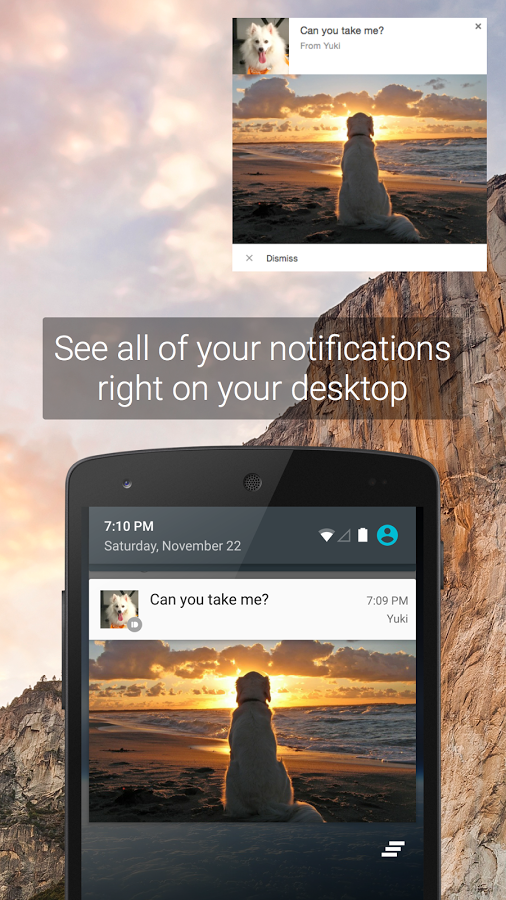 Can you take me?
From Yuki
Dismiss
See all of your notifications
right on your desktop
7:10 PM
Saturday, November 22
Can you take me?
7:09 PM
Yuki